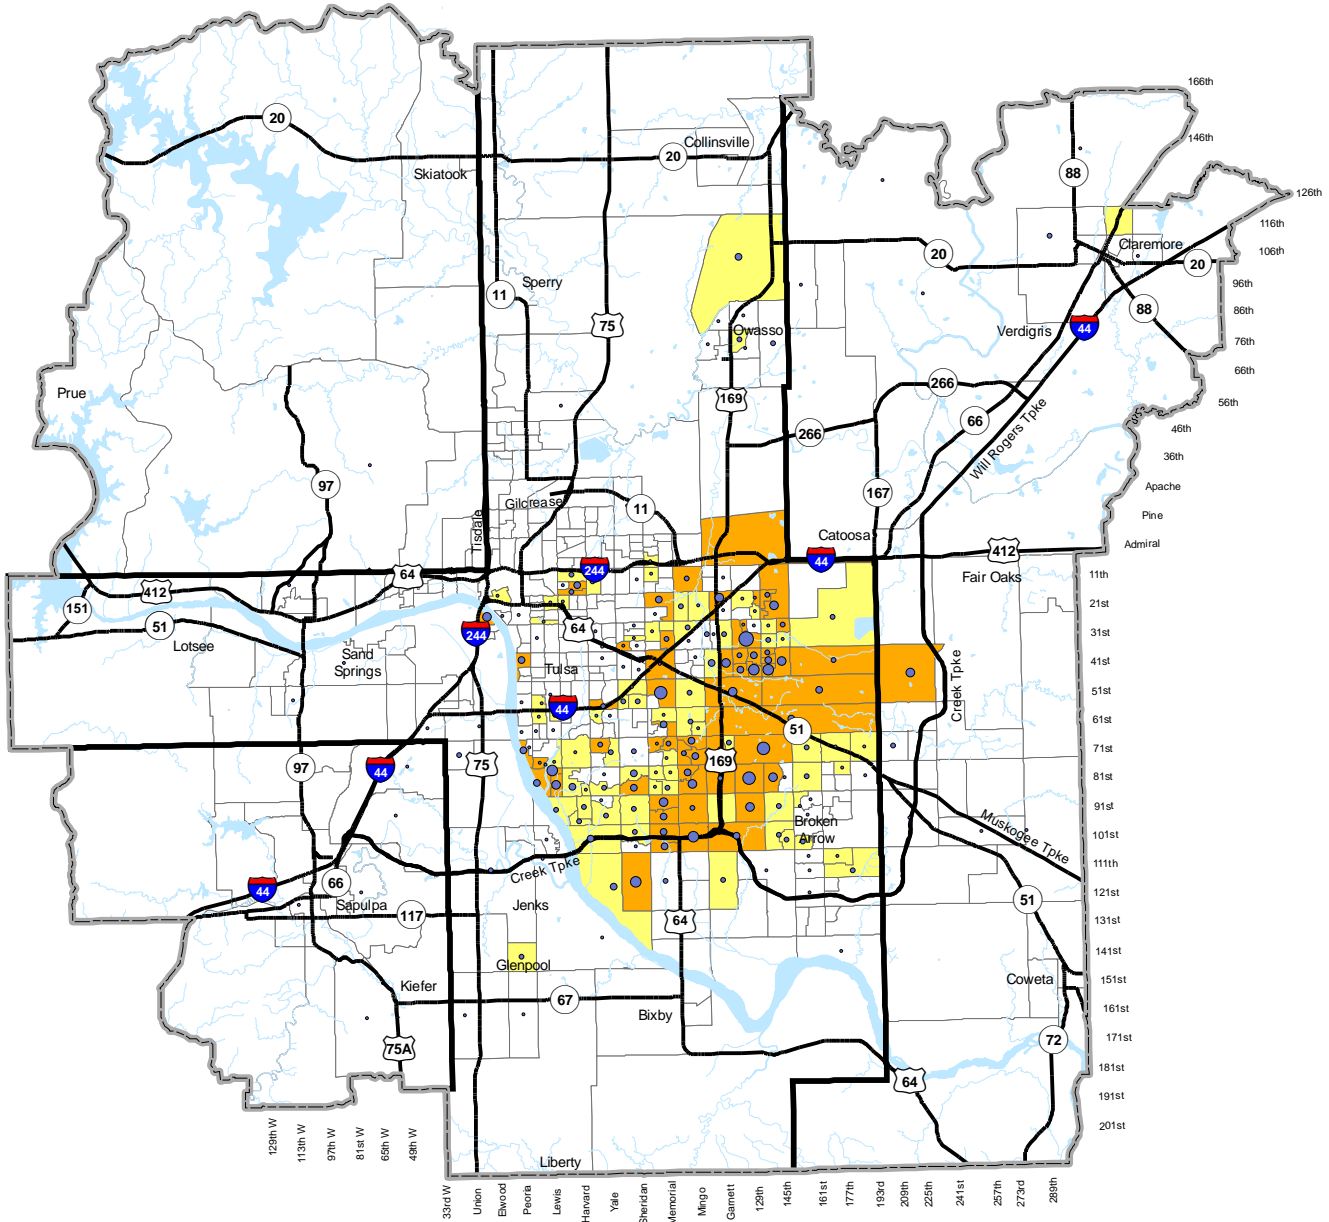 166th
146th
126th
116th
106th
96th
86th
76th
66th
56th
46th
36th
Apache
Pine
Admiral
11th
21st
31st
41st
51st
61st
71st
81st
91st
101st
111th
121st
131st
141st
151st
161st
171st
181st
191st
201st
20
Skiatook
20
Collinsville
88
Claremore
20
20
88
Verdigris
44
Sperry
11
75
Owasso
169
266
66
266
Will Rogers Tpke
Prue
97
167
Gilcrease
11
Tisdale
Catoosa
412
44
Fair Oaks
64
244
412
151
51
Lotsee
Sand
Springs
244
64
Tulsa
44
Creek Tpke
51
97
44
75
169
Broken
Arrow
Muskogee Tpke
Creek Tpke
44
66
Sapulpa
117
Jenks
64
51
Glenpool
Kiefer
67
Bixby
Coweta
72
75A
64
Liberty
129th W
113th W
97th W
81st W
65th W
49th W
33rd W
Union
Elwood
Peoria
Lewis
Harvard
Yale
Sheridan
Memorial
Mingo
Garnett
129th
145th
161st
177th
193rd
209th
225th
241st
257th
273rd
289th